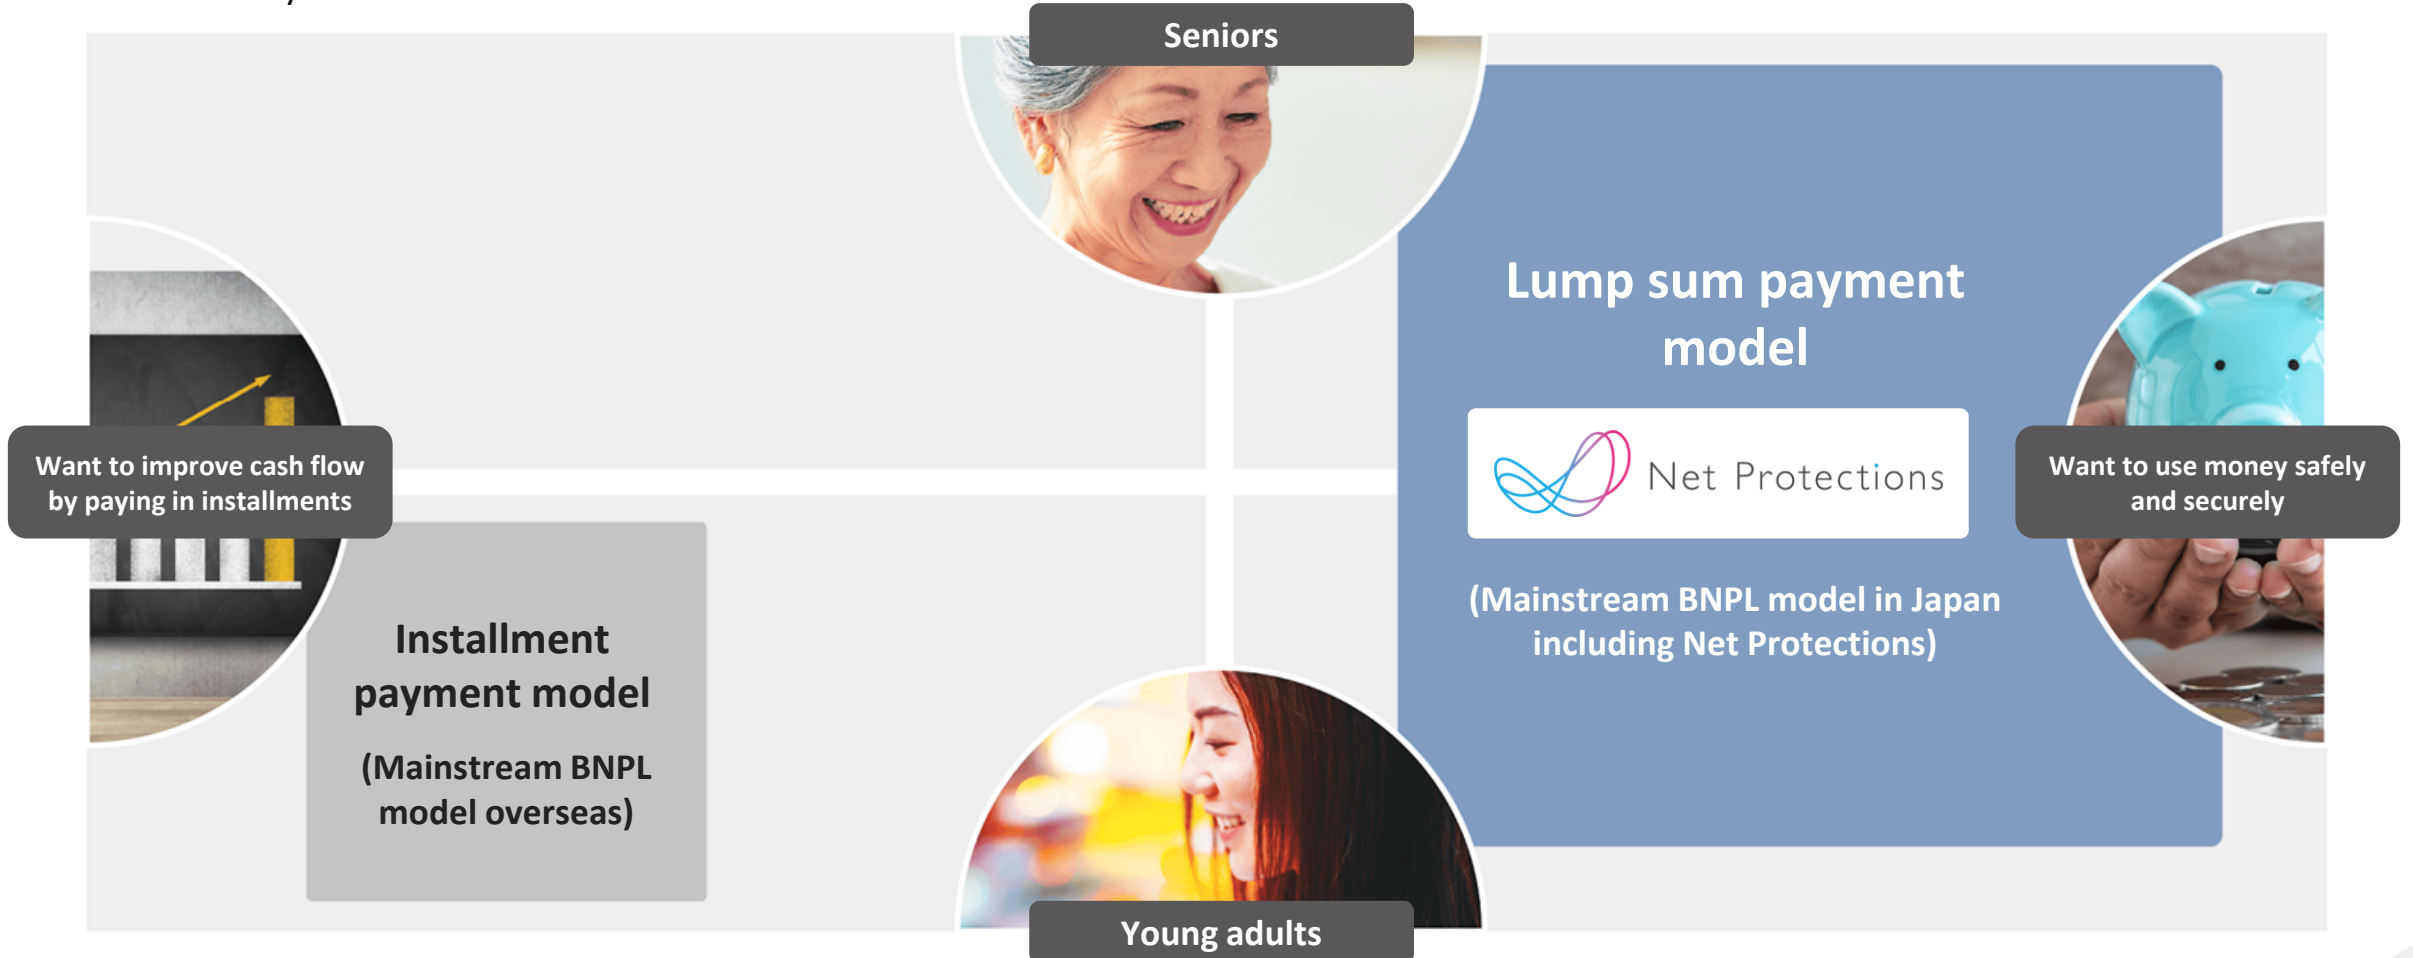 Seniors
Lump sum payment
model
Net Protections
Want to improve cash flow
by paying in installments
Want to use money safely
and securely
(Mainstream BNPL model in Japan
including Net Protections)
Installment
payment model
(Mainstream BNPL
model overseas)
Young adults